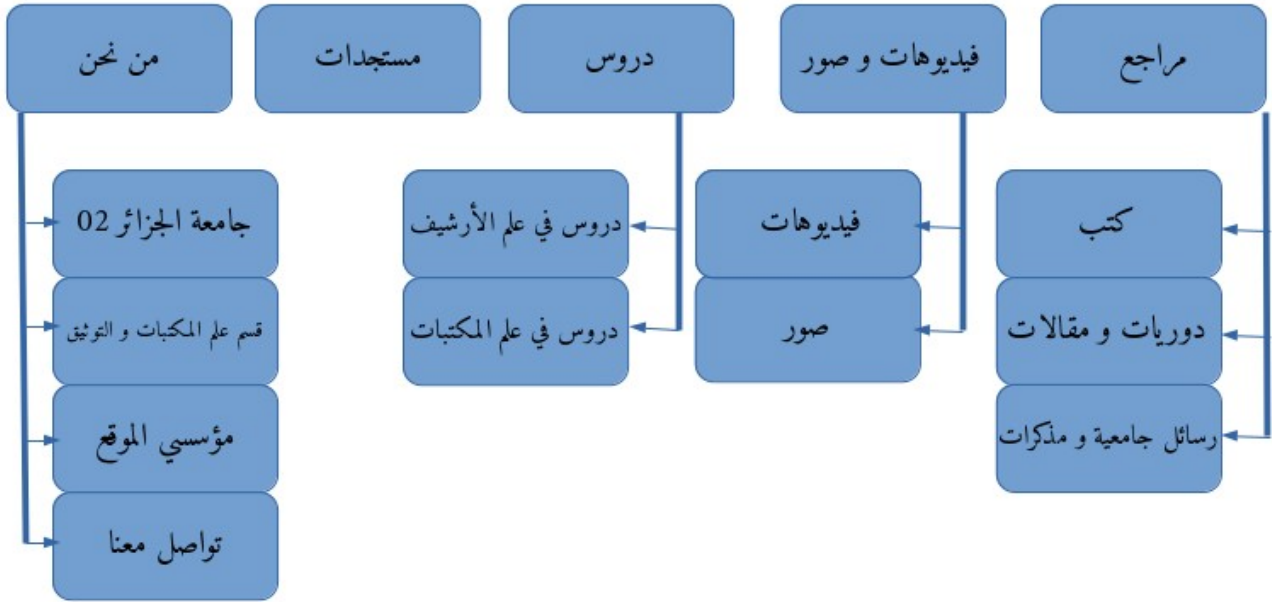 مراجع
فيديوهات و صور
دروس
مستجدات
من نحن
كتب
دوريات و مقالات
رسائل جامعية و مذكرات
فيديوهات
صور
دروس في علم الأرشيف
دروس في علم المكتبات
جامعة الجزائر 02
قسم علم المكتبات و التوثيق
مؤسسي الموقع
تواصل معنا